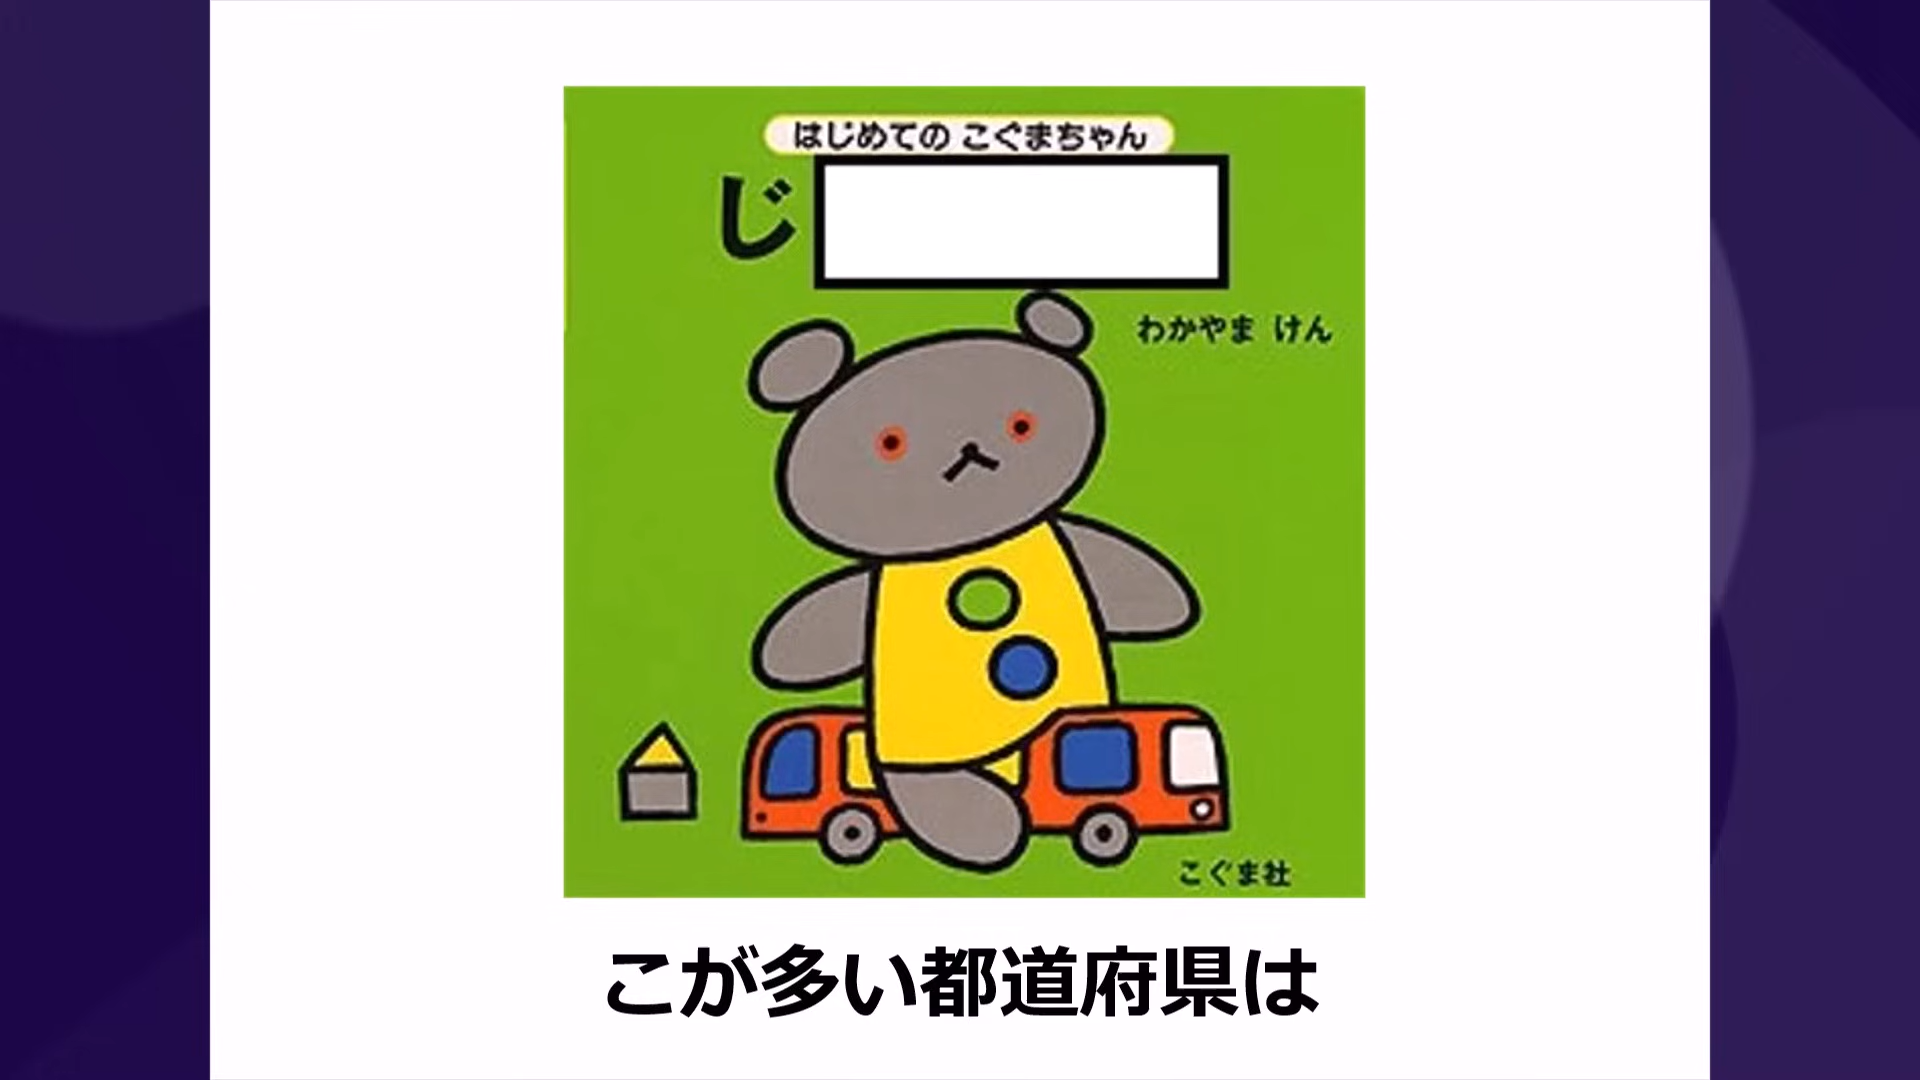 はじめての こぐまちゃん
じ
わかやま けん
こぐま社
こが多い都道府県は